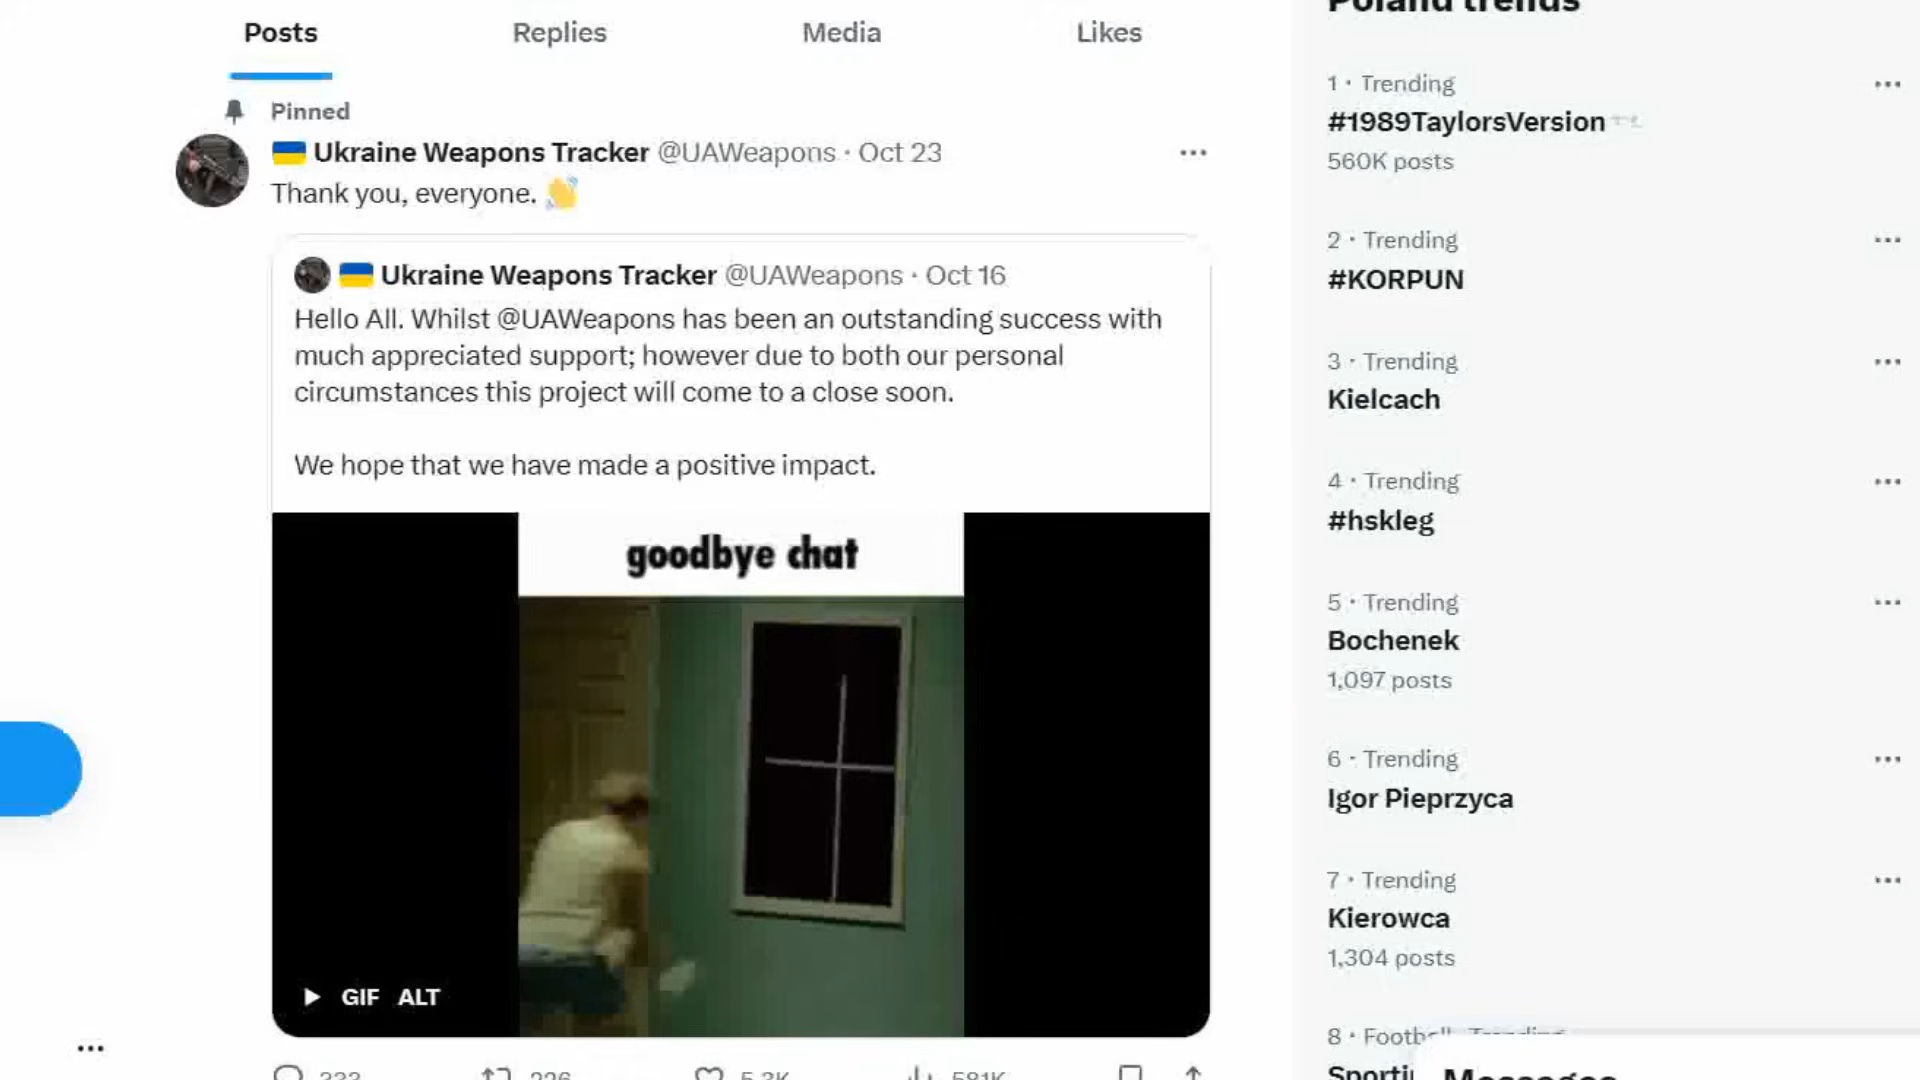 Posts
Replies
Media
Likes
Pinned
Ukraine Weapons Tracker @UAWeapons · Oct 23
Thank you, everyone.
Ukraine Weapons Tracker @UAWeapons · Oct 16
Hello All. Whilst @UAWeapons has been an outstanding success with
much appreciated support; however due to both our personal
circumstances this project will come to a close soon.
We hope that we have made a positive impact.
goodbye chat
GIF ALT
333
226
5.3K
581K
Poland trends
1 · Trending
#1989TaylorsVersion
560K posts
2 · Trending
#KORPUN
3 · Trending
Kielcach
4 · Trending
#hskleg
5 · Trending
Bochenek
1,097 posts
6 · Trending
Igor Pieprzyca
7 · Trending
Kierowca
1,304 posts
8 · Football · Trending
Messages